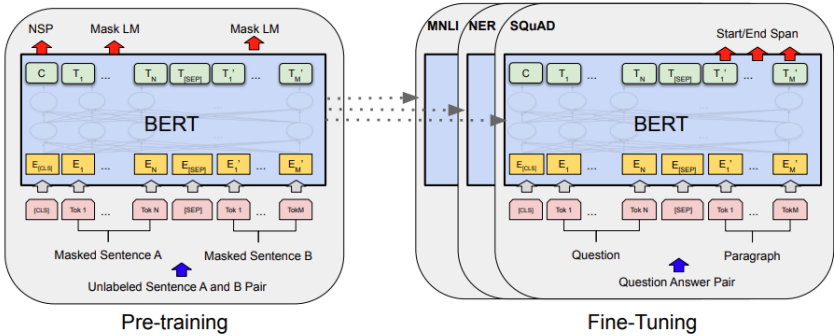 NSP Mask LM Mask LM
C T1 ... TN T[SEP] T1' ... TM'
BERT
E[CLS] E1 ... EN E[SEP] E1' ... EM'
[CLS] Tok 1 ... Tok N [SEP] Tok 1 ... TokM
Masked Sentence A Masked Sentence B
Unlabeled Sentence A and B Pair
Pre-training
MNLI NER SQuAD
Start/End Span
C T1 ... TN T[SEP] T1' ... TM'
BERT
E[CLS] E1 ... EN E[SEP] E1' ... EM'
[CLS] Tok 1 ... Tok N [SEP] Tok 1 ... TokM
Question Paragraph
Question Answer Pair
Fine-Tuning